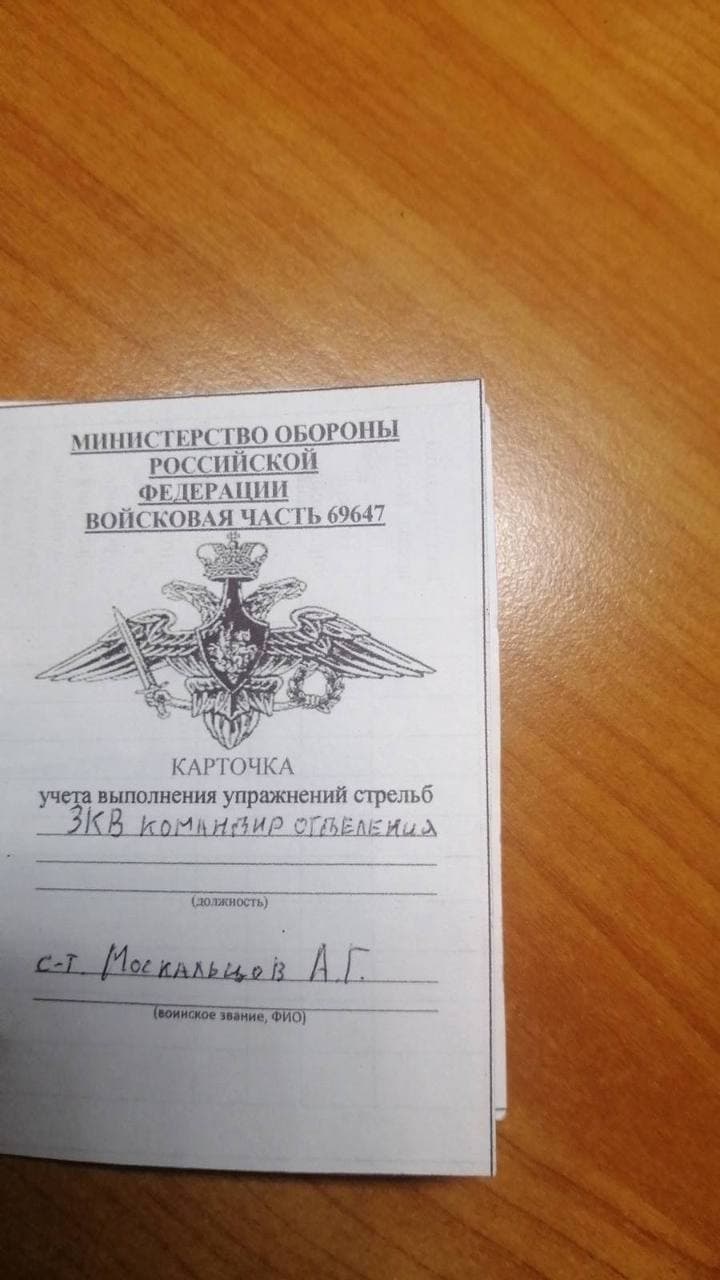 МИНИСТЕРСТВО ОБОРОНЫ
РОССИЙСКОЙ
ФЕДЕРАЦИИ
ВОЙСКОВАЯ ЧАСТЬ 69647
КАРТОЧКА
учета выполнения упражнений стрельб
ЗКВ командир отделения
(должность)
с-т. Москальцов А.Г.
(воинское звание, ФИО)